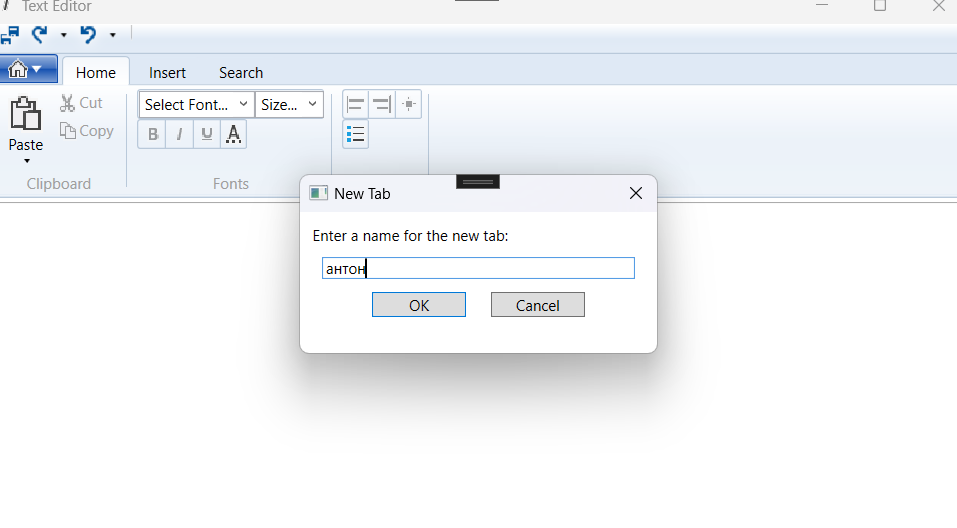 Text Editor
Home Insert Search
Select Font... Size...
Cut
Copy
Paste
B I U A
Clipboard Fonts
New Tab
Enter a name for the new tab:
антон
OK Cancel